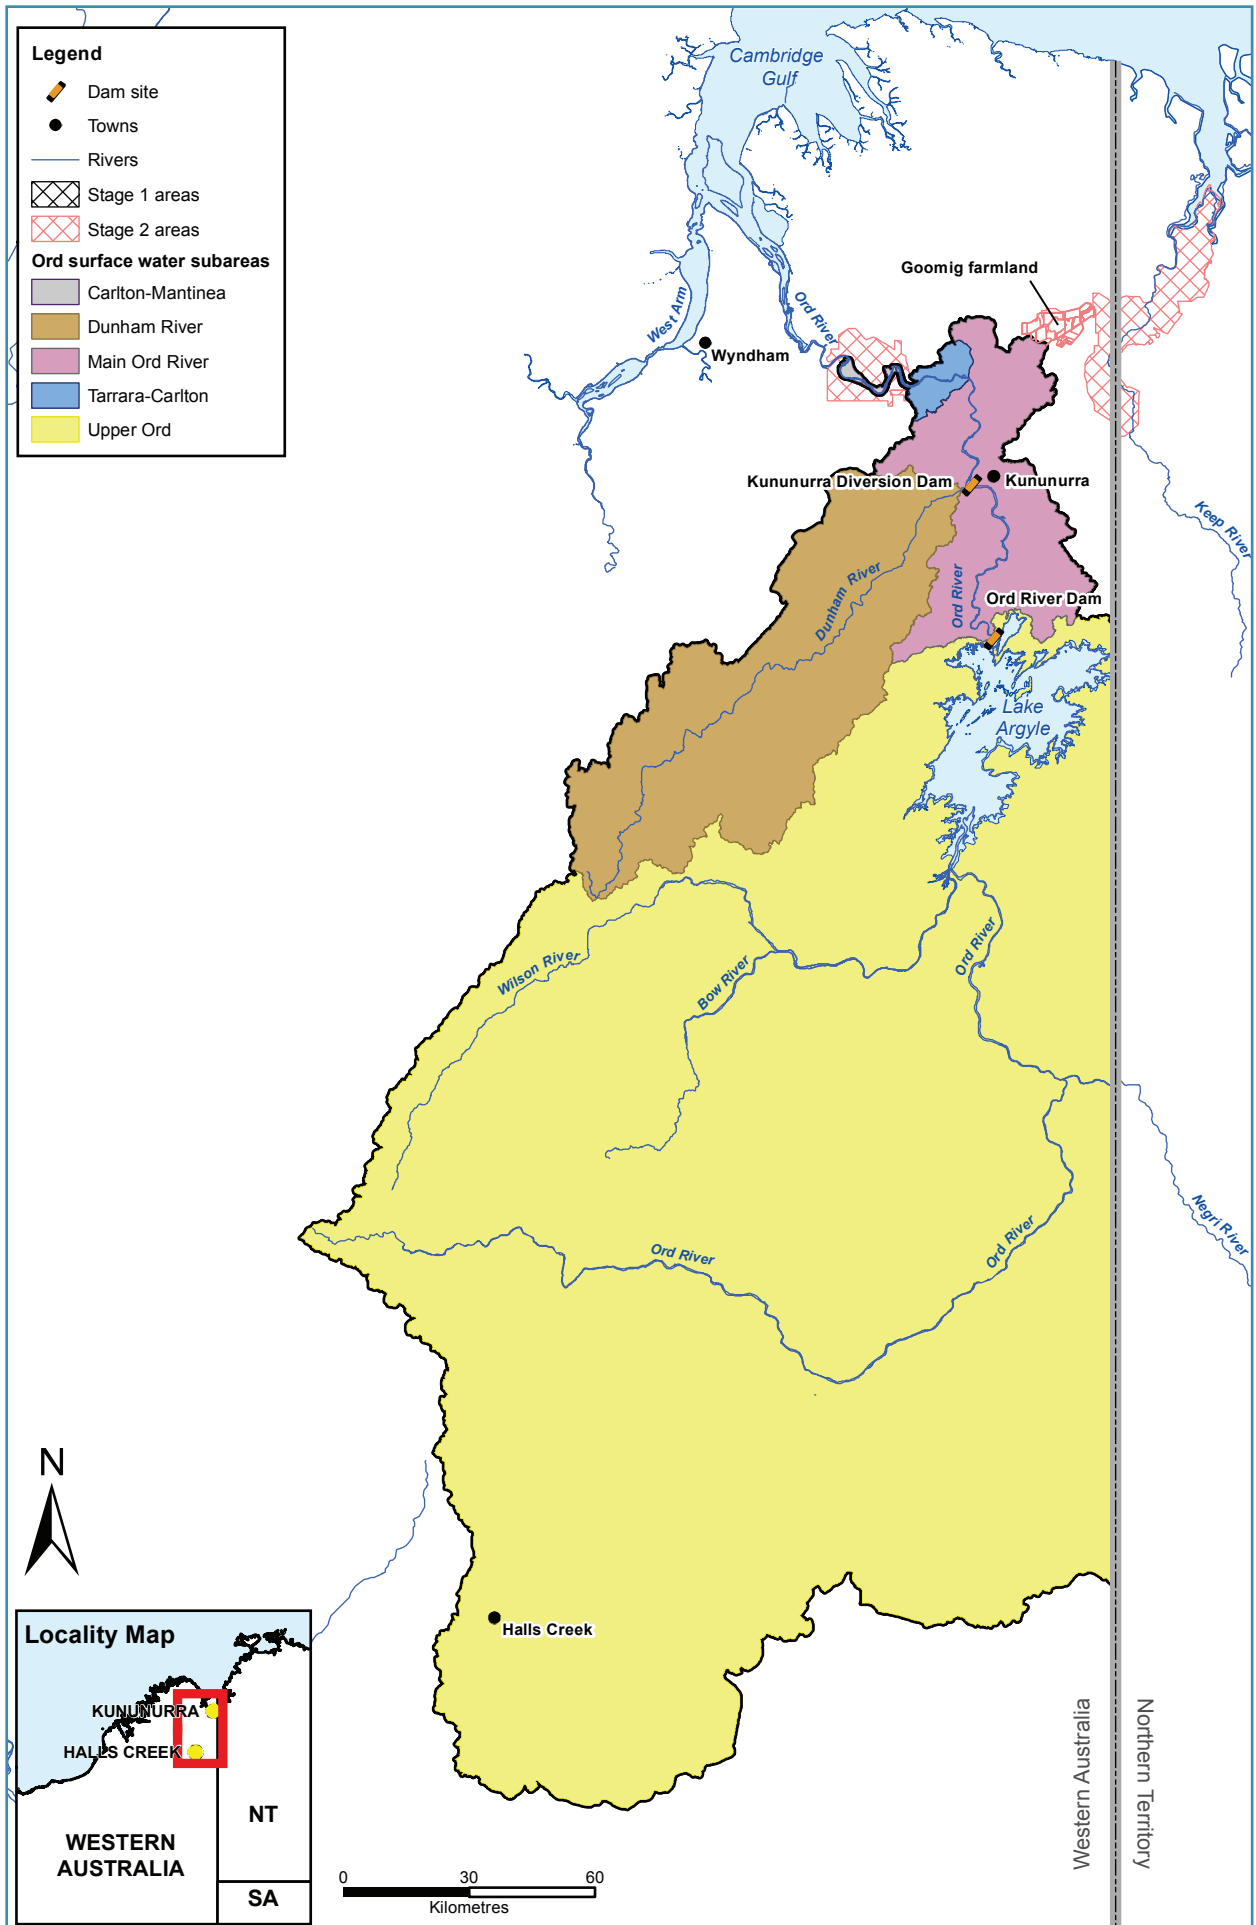 Legend
Dam site
Towns
Rivers
Stage 1 areas
Stage 2 areas
Ord surface water subareas
Carlton-Mantinea
Dunham River
Main Ord River
Tarrara-Carlton
Upper Ord
Cambridge
Gulf
Goomig farmland
West Arm
Ord River
Wyndham
Kununurra Diversion Dam
Kununurra
Keep River
Dunham River
Ord River
Ord River Dam
Lake
Argyle
Wilson River
Bow River
Ord River
Negri River
Ord River
Ord River
N
Halls Creek
Locality Map
KUNUNURRA
HALLS CREEK
NT
WESTERN
AUSTRALIA
SA
0 30 60
Kilometres
Western Australia
Northern Territory